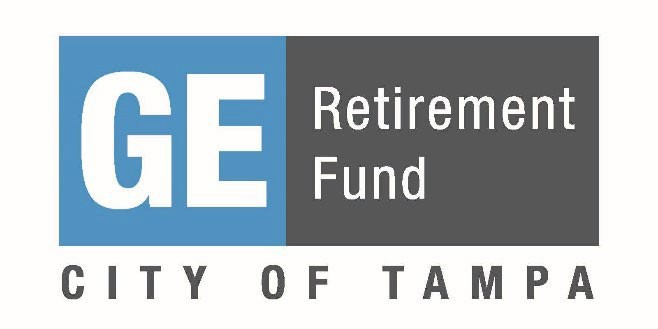 GE
Retirement
Fund
CITY OF TAMPA